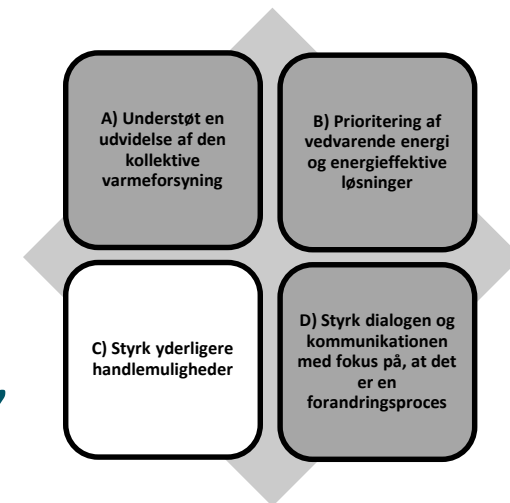 A) Understøt en
udvidelse af den
kollektive
varmeforsyning
B) Prioritering af
vedvarende energi
og energieffektive
løsninger
C) Styrk yderligere
handlemuligheder
D) Styrk dialogen og
kommunikationen
med fokus på, at det
er en
forandringsproces